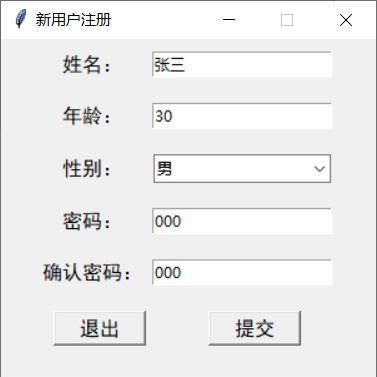 新用户注册
姓名： 张三
年龄： 30
性别： 男
密码： 000
确认密码： 000
退出 提交